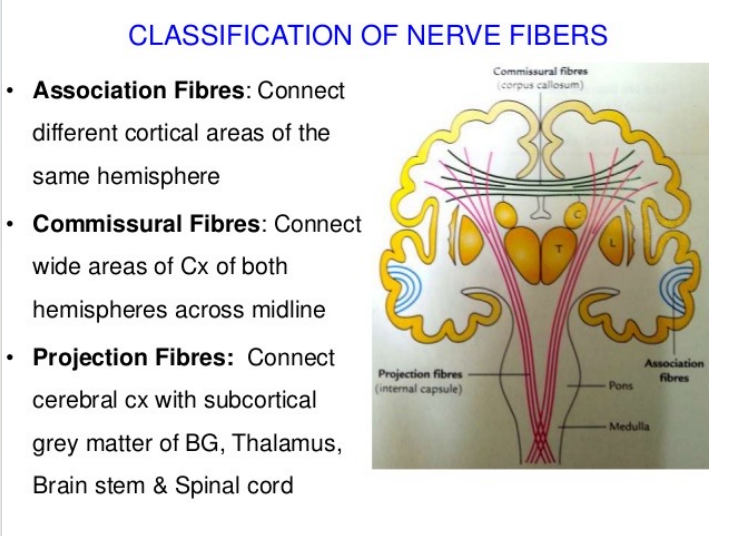 CLASSIFICATION OF NERVE FIBERS
• Association Fibres: Connect
different cortical areas of the
same hemisphere
• Commissural Fibres: Connect
wide areas of Cx of both
hemispheres across midline
• Projection Fibres: Connect
cerebral cx with subcortical
grey matter of BG, Thalamus,
Brain stem & Spinal cord
Commissural fibres
(corpus callosum)
C
T
L
Projection fibres
(internal capsule)
Association
fibres
Pons
Medulla